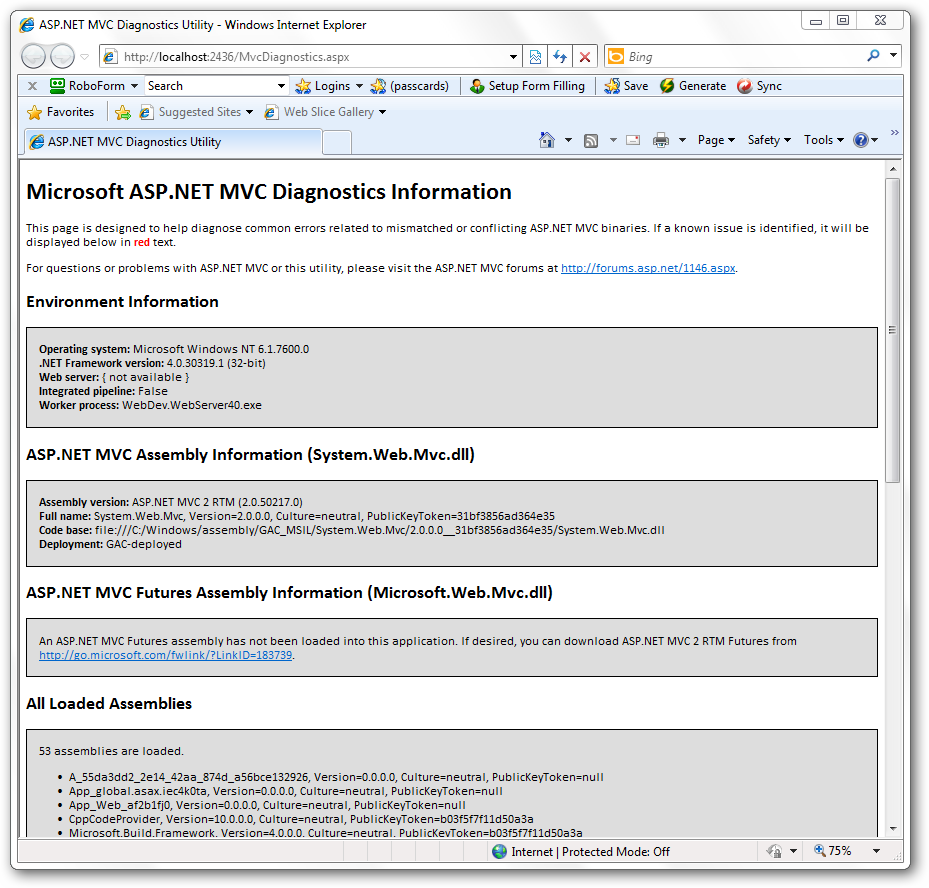 ASP.NET MVC Diagnostics Utility - Windows Internet Explorer
http://localhost:2436/MvcDiagnostics.aspx
Bing
x RoboForm Search Logins (passcards) Setup Form Filling Save Generate Sync
Favorites Suggested Sites Web Slice Gallery
ASP.NET MVC Diagnostics Utility Page Safety Tools »
Microsoft ASP.NET MVC Diagnostics Information
This page is designed to help diagnose common errors related to mismatched or conflicting ASP.NET MVC binaries. If a known issue is identified, it will be
displayed below in red text.
For questions or problems with ASP.NET MVC or this utility, please visit the ASP.NET MVC forums at http://forums.asp.net/1146.aspx.
Environment Information
Operating system: Microsoft Windows NT 6.1.7600.0
.NET Framework version: 4.0.30319.1 (32-bit)
Web server: { not available }
Integrated pipeline: False
Worker process: WebDev.WebServer40.exe
ASP.NET MVC Assembly Information (System.Web.Mvc.dll)
Assembly version: ASP.NET MVC 2 RTM (2.0.50217.0)
Full name: System.Web.Mvc, Version=2.0.0.0, Culture=neutral, PublicKeyToken=31bf3856ad364e35
Code base: file:///C:/Windows/assembly/GAC_MSIL/System.Web.Mvc/2.0.0.0__31bf3856ad364e35/System.Web.Mvc.dll
Deployment: GAC-deployed
ASP.NET MVC Futures Assembly Information (Microsoft.Web.Mvc.dll)
An ASP.NET MVC Futures assembly has not been loaded into this application. If desired, you can download ASP.NET MVC 2 RTM Futures from
http://go.microsoft.com/fwlink/?LinkID=183739.
All Loaded Assemblies
53 assemblies are loaded.
• A_55da3dd2_2e14_42aa_874d_a56bce132926, Version=0.0.0.0, Culture=neutral, PublicKeyToken=null
• App_global.asax.iec4k0ta, Version=0.0.0.0, Culture=neutral, PublicKeyToken=null
• App_Web_af2b1fj0, Version=0.0.0.0, Culture=neutral, PublicKeyToken=null
• CppCodeProvider, Version=10.0.0.0, Culture=neutral, PublicKeyToken=b03f5f7f11d50a3a
• Microsoft.Build.Framework, Version=4.0.0.0, Culture=neutral, PublicKeyToken=b03f5f7f11d50a3a
Internet | Protected Mode: Off 75%